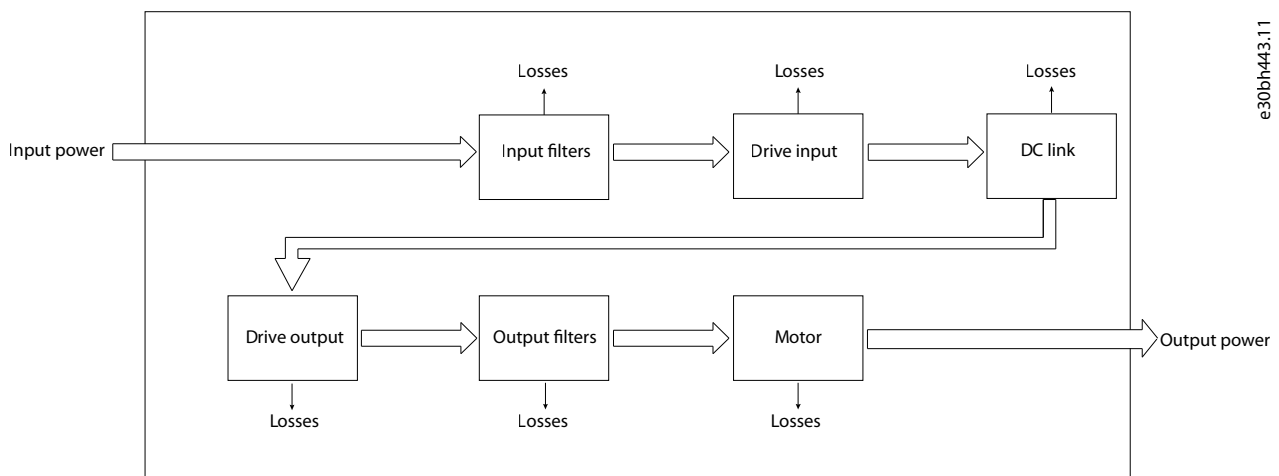 e30bh443.11
Losses
Losses
Losses
Input power
Input filters
Drive input
DC link
Drive output
Output filters
Motor
Output power
Losses
Losses
Losses